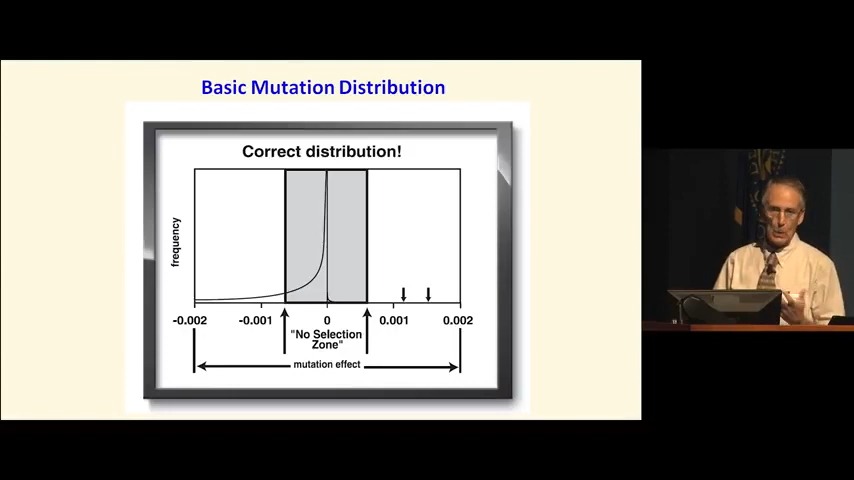 Basic Mutation Distribution
Correct distribution!
frequency
-0.002 -0.001 0 0.001 0.002
"No Selection
Zone"
mutation effect